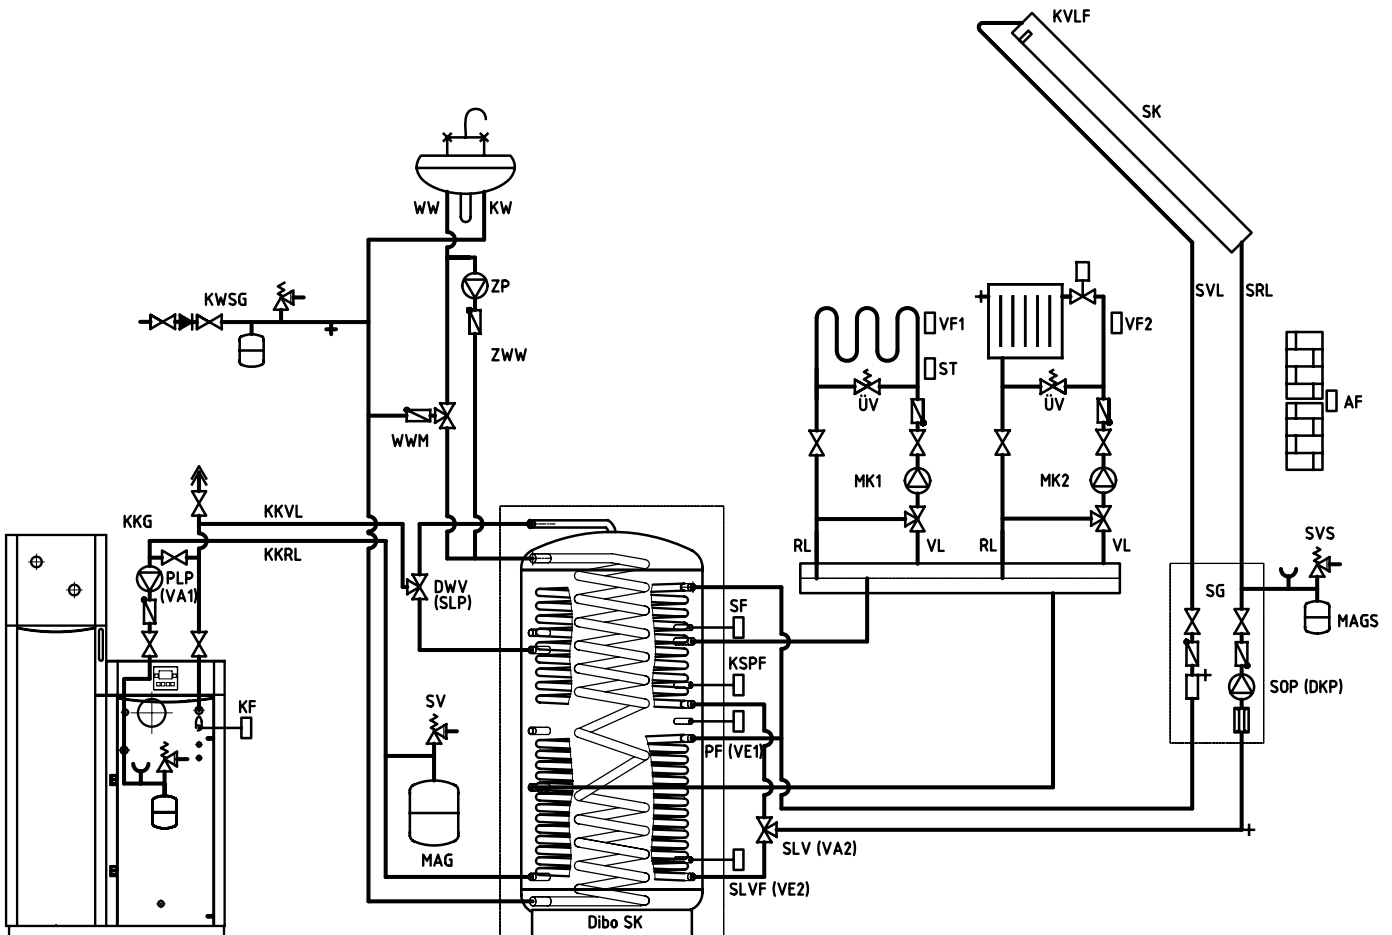 KVLF
SK
WW
KW
KWSG
ZP
ZWW
WWM
SVL
SRL
VF1
VF2
ST
ÜV
ÜV
AF
MK1
MK2
KKG
KKVL
KKRL
PLP
(VA1)
DWV
(SLP)
RL
VL
RL
VL
SVS
SG
SF
MAGS
KSPF
SOP (DKP)
KF
SV
PF (VE1)
MAG
SLV (VA2)
SLVF (VE2)
Dibo SK